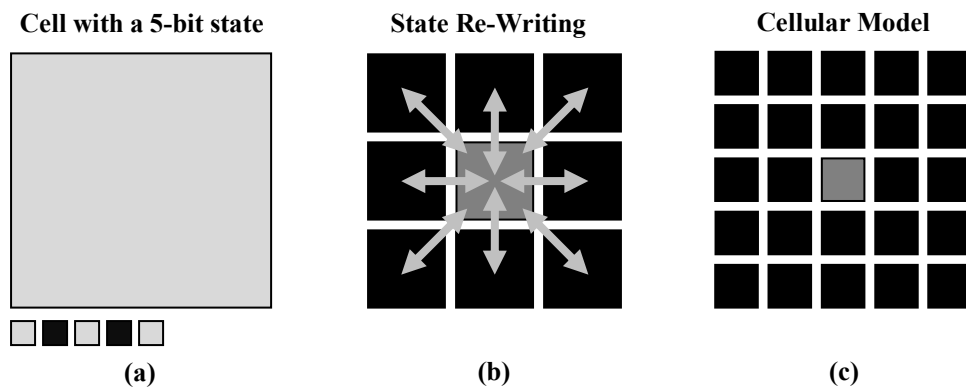 Cell with a 5-bit state
State Re-Writing
Cellular Model
(a)
(b)
(c)